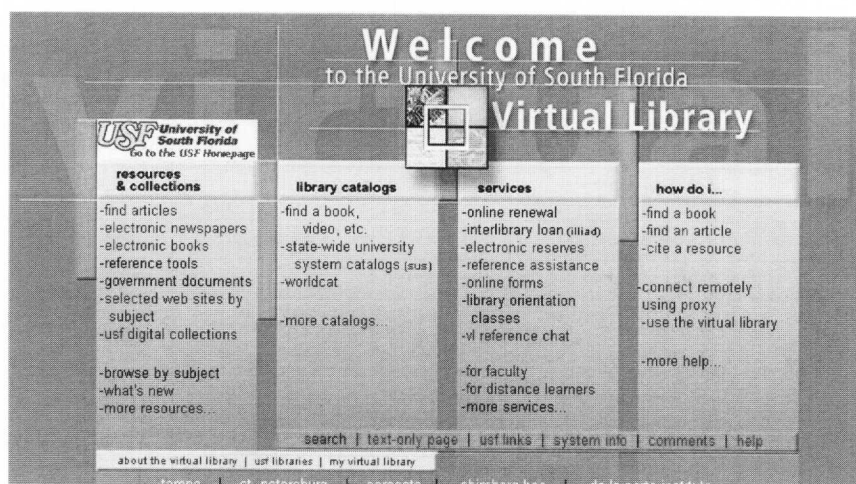 Welcome
to the University of South Florida
Virtual Library
USF University of
South Florida
Go to the USF Homepage
resources
& collections
-find articles
-electronic newspapers
-electronic books
-reference tools
-government documents
-selected web sites by
subject
-usf digital collections
-browse by subject
-what's new
-more resources...
library catalogs
-find a book,
video, etc.
-state-wide university
system catalogs (sus)
-worldcat
-more catalogs...
services
-online renewal
-interlibrary loan (illiad)
-electronic reserves
-reference assistance
-online forms
-library orientation
classes
-vl reference chat
-for faculty
-for distance learners
-more services...
how do i...
-find a book
-find an article
-cite a resource
-connect remotely
using proxy
-use the virtual library
-more help...
search | text-only page | usf links | system info | comments | help
about the virtual library | usf libraries | my virtual library
tampa | st. petersburg | sarasota